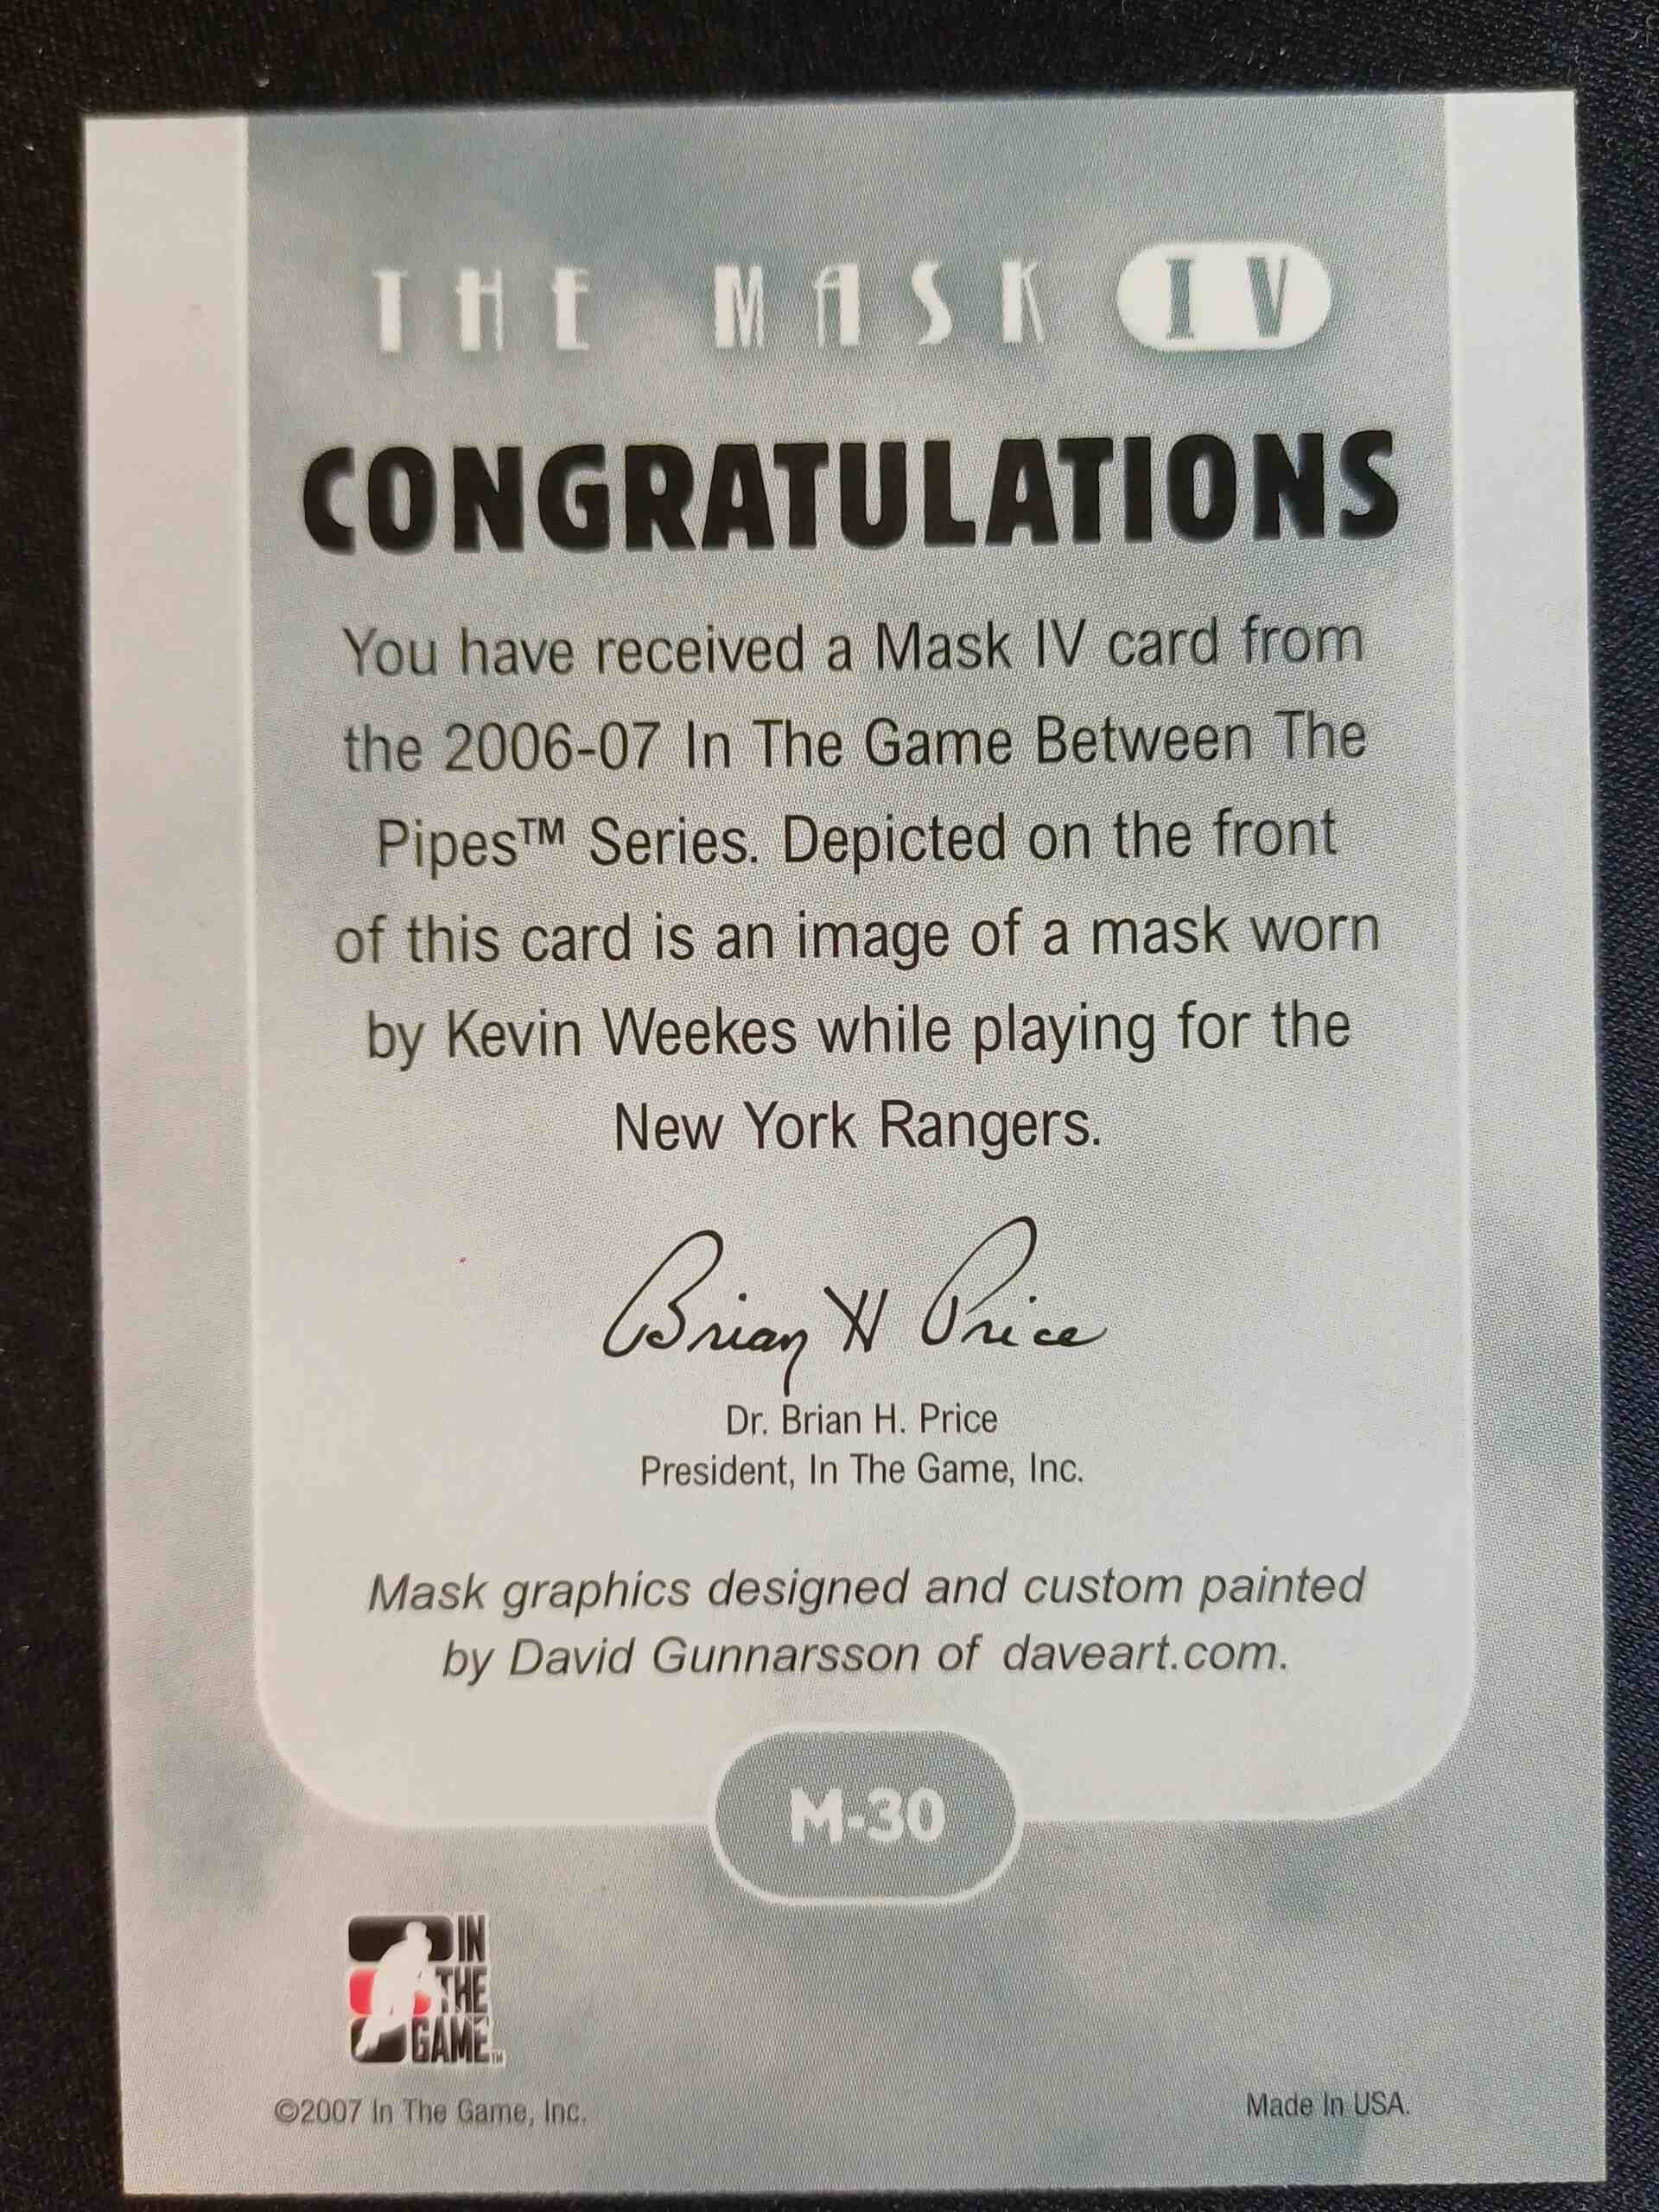 THE MASK IV
CONGRATULATIONS
You have received a Mask IV card from
the 2006-07 In The Game Between The
Pipes™ Series. Depicted on the front
of this card is an image of a mask worn
by Kevin Weekes while playing for the
New York Rangers.
Brian H Price
Dr. Brian H. Price
President, In The Game, Inc.
Mask graphics designed and custom painted
by David Gunnarsson of daveart.com.
M-30
IN
THE
GAME™
©2007 In The Game, Inc.
Made In USA.